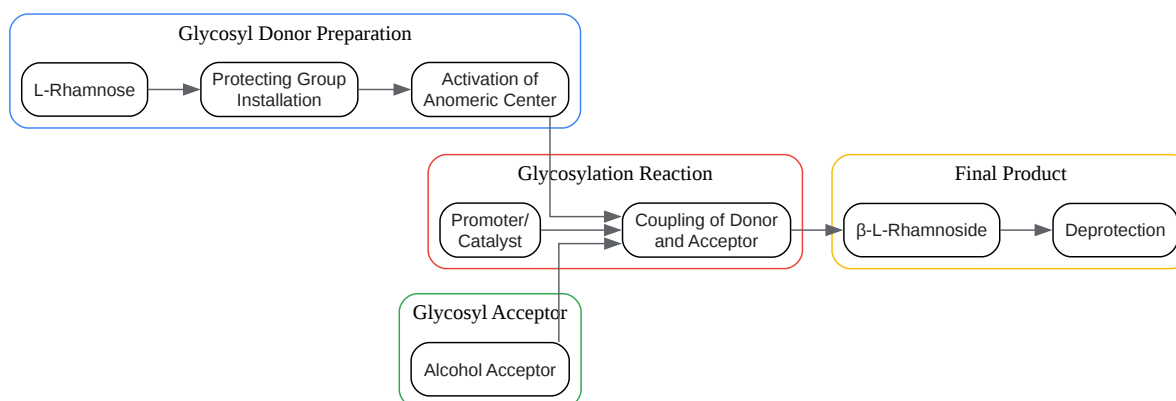 Glycosyl Donor Preparation
L-Rhamnose
Protecting Group
Installation
Activation of
Anomeric Center
Glycosylation Reaction
Promoter/
Catalyst
Coupling of Donor
and Acceptor
Final Product
β-L-Rhamnoside
Deprotection
Glycosyl Acceptor
Alcohol Acceptor